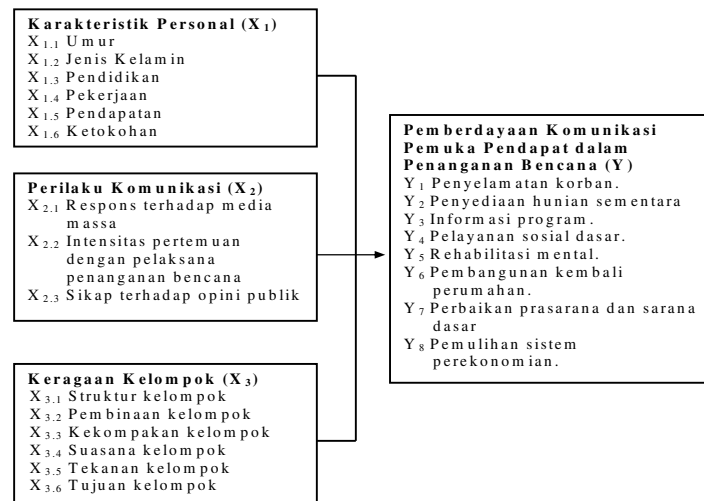 Karakteristik Personal (X1)
X1.1 Umur
X1.2 Jenis Kelamin
X1.3 Pendidikan
X1.4 Pekerjaan
X1.5 Pendapatan
X1.6 Ketokohan
Perilaku Komunikasi (X2)
X2.1 Respons terhadap media
massa
X2.2 Intensitas pertemuan
dengan pelaksana
penanganan bencana
X2.3 Sikap terhadap opini publik
Keragaan Kelompok (X3)
X3.1 Struktur kelompok
X3.2 Pembinaan kelompok
X3.3 Kekompakan kelompok
X3.4 Suasana kelompok
X3.5 Tekanan kelompok
X3.6 Tujuan kelompok
Pemberdayaan Komunikasi
Pemuka Pendapat dalam
Penanganan Bencana (Y)
Y1 Penyelamatan korban.
Y2 Penyediaan hunian sementara
Y3 Informasi program.
Y4 Pelayanan sosial dasar.
Y5 Rehabilitasi mental.
Y6 Pembangunan kembali
perumahan.
Y7 Perbaikan prasarana dan sarana
dasar
Y8 Pemulihan sistem
perekonomian.